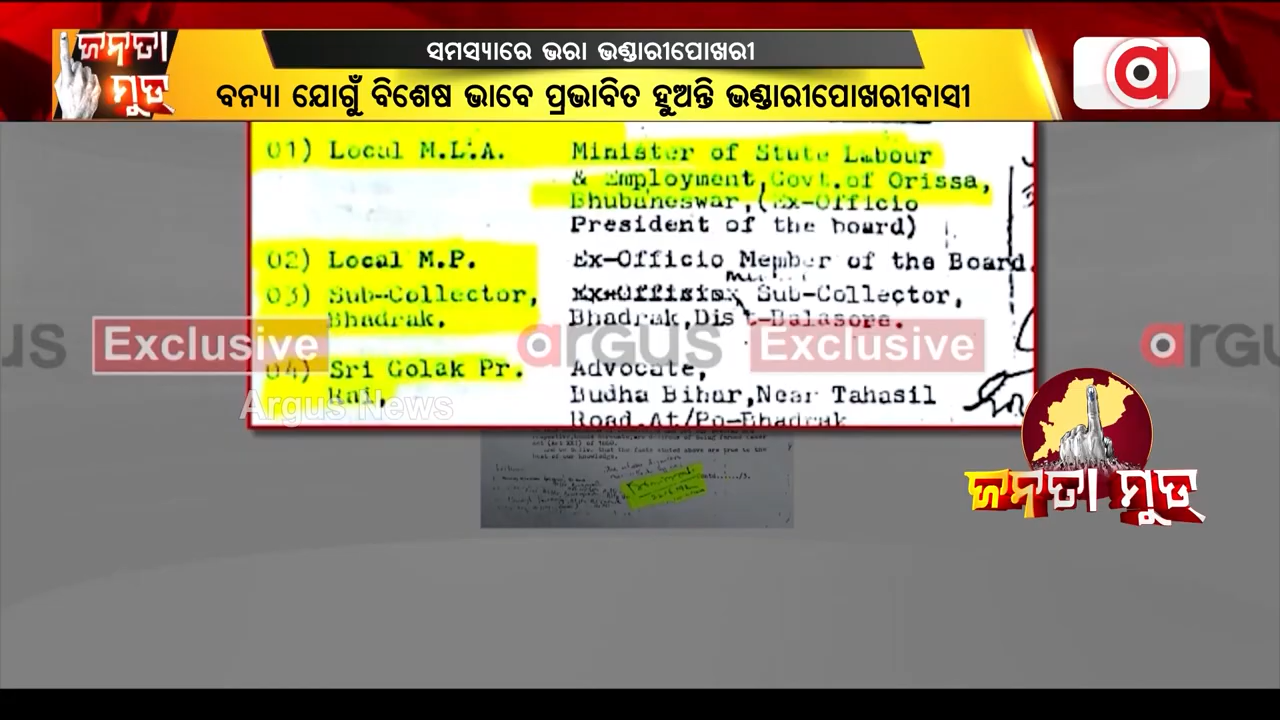 ଜନତା
ମୁଡ୍
ସମସ୍ୟାରେ ଭରା ଭଣ୍ଡାରୀପୋଖରୀ
ବନ୍ୟା ଯୋଗୁଁ ବିଶେଷ ଭାବେ ପ୍ରଭାବିତ ହୁଅନ୍ତି ଭଣ୍ଡାରୀପୋଖରୀବାସୀ
01) Local M.L.A. Minister of State Labour
& Employment,Govt.of Orissa,
Bhubaneswar,(Ex-Officio
President of the board)
02) Local M.P. Ex-Officio Member of the Board.
03) Sub-Collector, Sub-Collector,
Bhadrak. Bhadrak,Dist-Balasore.
argus Exclusive argus Exclusive argus
04) Sri Golak Pr. Advocate,
Rai, Budha Bihar,Near Tahasil
Argus News
Road.At/Po-Bhadrak
ଜନତା ମୁଡ୍